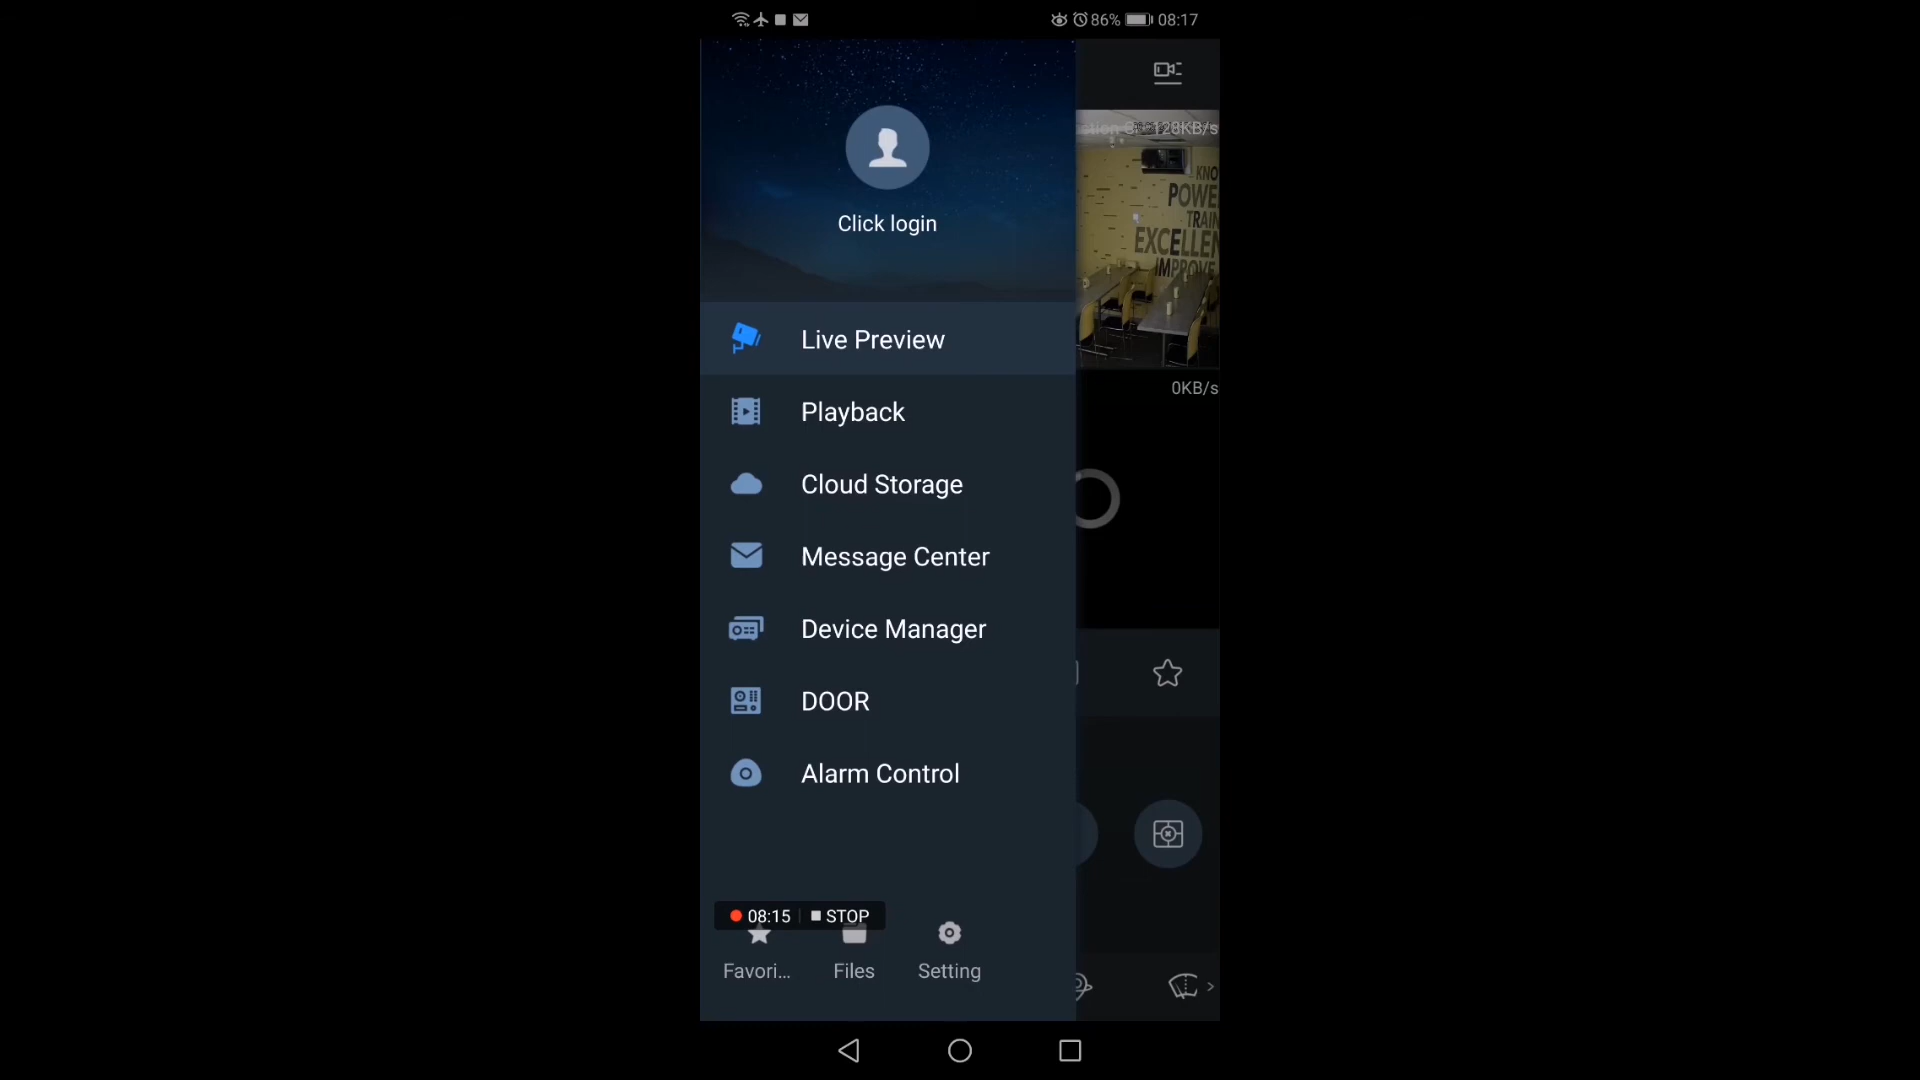 86% 08:17
Click login
128KB/s
KNO
POWE
TRAIN
EXCELLEN
IMPROVE
Live Preview
0KB/s
Playback
Cloud Storage
Message Center
Device Manager
DOOR
Alarm Control
08:15 STOP
Favori...
Files
Setting